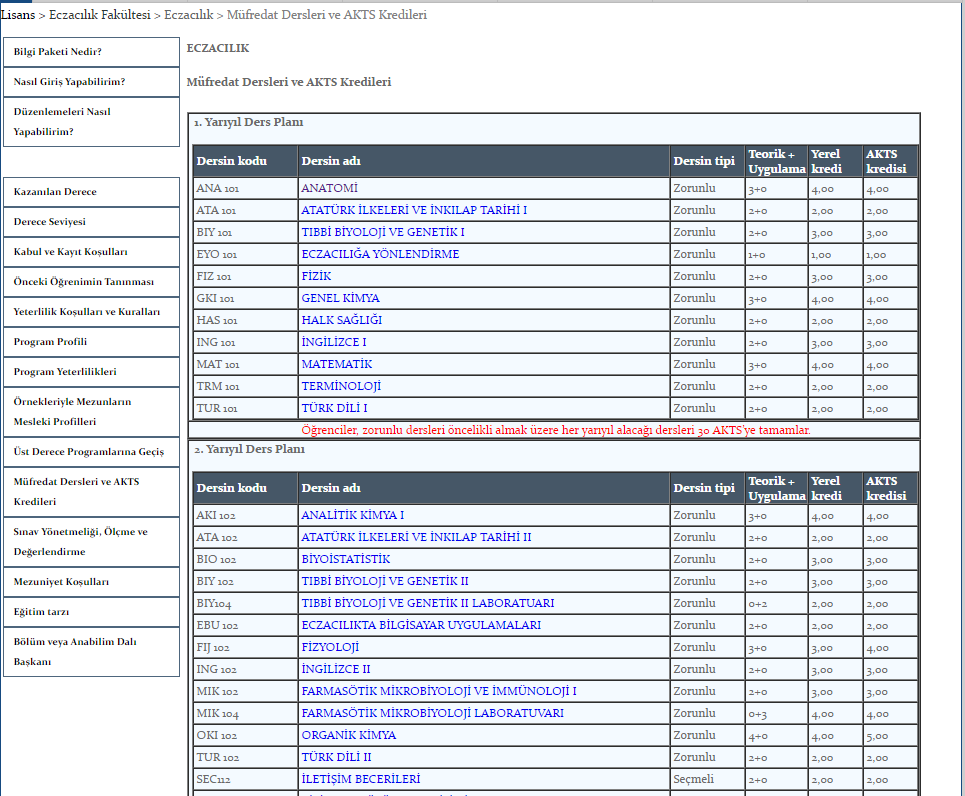 Lisans > Eczacılık Fakültesi > Eczacılık > Müfredat Dersleri ve AKTS Kredileri
Bilgi Paketi Nedir?
Nasıl Giriş Yapabilirim?
Düzenlemeleri Nasıl
Yapabilirim?
Kazanılan Derece
Derece Seviyesi
Kabul ve Kayıt Koşulları
Önceki Öğrenimin Tanınması
Yeterlilik Koşulları ve Kuralları
Program Profili
Program Yeterlilikleri
Örnekleriyle Mezunların
Mesleki Profilleri
Üst Derece Programlarına Geçiş
Müfredat Dersleri ve AKTS
Kredileri
Sınav Yönetmeliği, Ölçme ve
Değerlendirme
Mezuniyet Koşulları
Eğitim tarzı
Bölüm veya Anabilim Dalı
Başkanı
ECZACILIK
Müfredat Dersleri ve AKTS Kredileri
1. Yarıyıl Ders Planı
Dersin kodu Dersin adı Dersin tipi Teorik + Uygulama Yerel kredi AKTS kredisi
ANA 101 ANATOMİ Zorunlu 3+0 4,00 4,00
ATA 101 ATATÜRK İLKELERİ VE İNKILAP TARİHİ I Zorunlu 2+0 2,00 2,00
BIY 101 TIBBİ BİYOLOJİ VE GENETİK I Zorunlu 2+0 3,00 3,00
EYO 101 ECZACILIĞA YÖNLENDİRME Zorunlu 1+0 1,00 1,00
FIZ 101 FİZİK Zorunlu 2+0 3,00 3,00
GKI 101 GENEL KİMYA Zorunlu 3+0 4,00 4,00
HAS 101 HALK SAĞLIĞI Zorunlu 2+0 2,00 2,00
ING 101 İNGİLİZCE I Zorunlu 2+0 3,00 3,00
MAT 101 MATEMATİK Zorunlu 3+0 4,00 4,00
TRM 101 TERMİNOLOJİ Zorunlu 2+0 2,00 2,00
TUR 101 TÜRK DİLİ I Zorunlu 2+0 2,00 2,00
Öğrenciler, zorunlu dersleri öncelikli almak üzere her yarıyıl alacağı dersleri 30 AKTS'ye tamamlar.
2. Yarıyıl Ders Planı
Dersin kodu Dersin adı Dersin tipi Teorik + Uygulama Yerel kredi AKTS kredisi
AKI 102 ANALİTİK KİMYA I Zorunlu 3+0 4,00 4,00
ATA 102 ATATÜRK İLKELERİ VE İNKILAP TARİHİ II Zorunlu 2+0 2,00 2,00
BIO 102 BİYOİSTATİSTİK Zorunlu 2+0 3,00 3,00
BIY 102 TIBBİ BİYOLOJİ VE GENETİK II Zorunlu 2+0 3,00 3,00
BIY104 TIBBİ BİYOLOJİ VE GENETİK II LABORATUARI Zorunlu 0+2 2,00 2,00
EBU 102 ECZACILIKTA BİLGİSAYAR UYGULAMALARI Zorunlu 2+0 2,00 2,00
FIJ 102 FİZYOLOJİ Zorunlu 3+0 3,00 4,00
ING 102 İNGİLİZCE II Zorunlu 2+0 3,00 3,00
MIK 102 FARMASÖTİK MİKROBİYOLOJİ VE İMMÜNOLOJİ I Zorunlu 2+0 3,00 3,00
MIK 104 FARMASÖTİK MİKROBİYOLOJİ LABORATUVARI Zorunlu 0+3 4,00 4,00
OKI 102 ORGANİK KİMYA Zorunlu 4+0 4,00 5,00
TUR 102 TÜRK DİLİ II Zorunlu 2+0 2,00 2,00
SEC112 İLETİŞİM BECERİLERİ Seçmeli 2+0 2,00 2,00